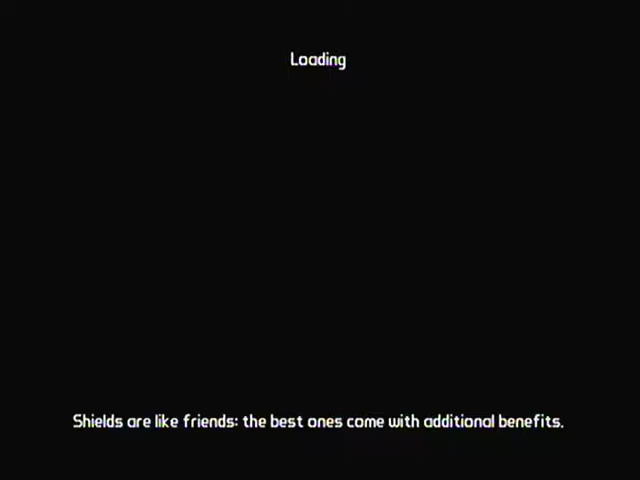 Loading
Shields are like friends: the best ones come with additional benefits.